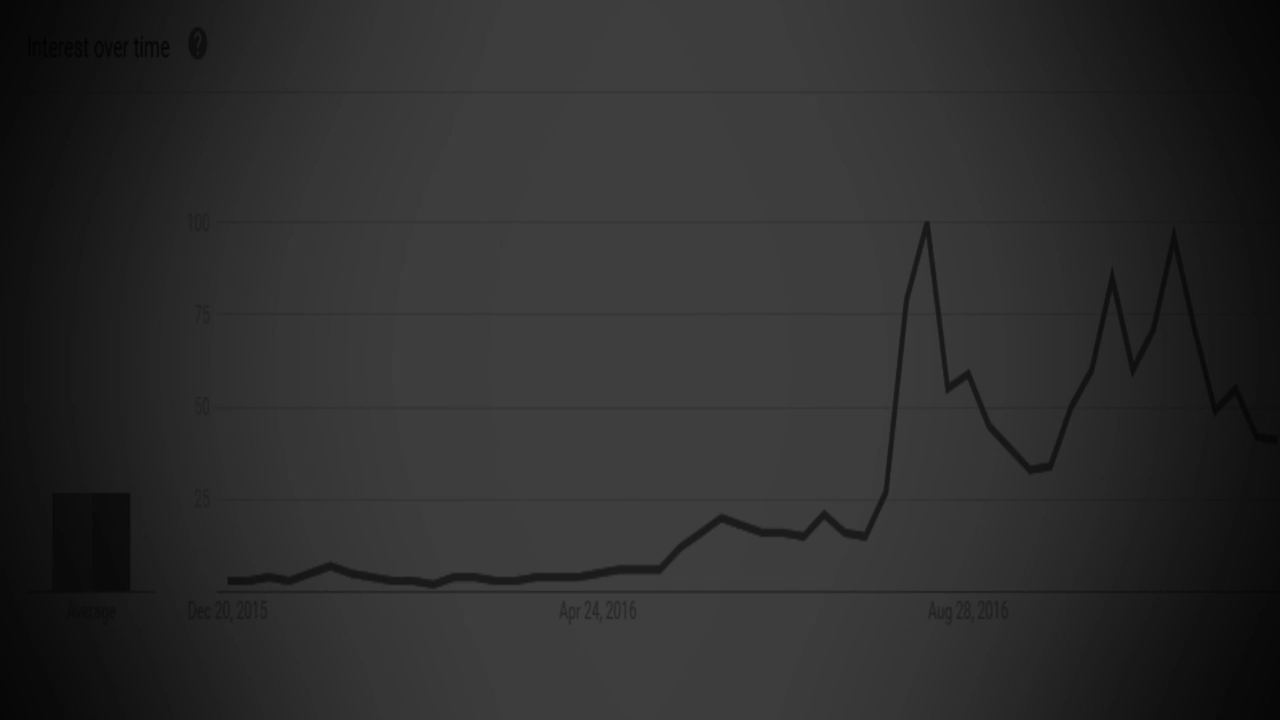 Interest over time ?
100
75
50
25
Average
Dec 20, 2015
Apr 24, 2016
Aug 28, 2016